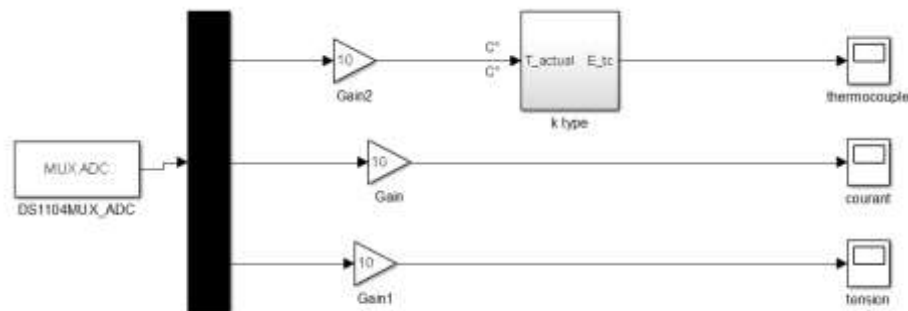 10
C°
C°
T_actual E_tc
Gain2
k type
thermocouple
MUX ADC
DS1104MUX_ADC
10
Gain
courant
10
Gain1
tension